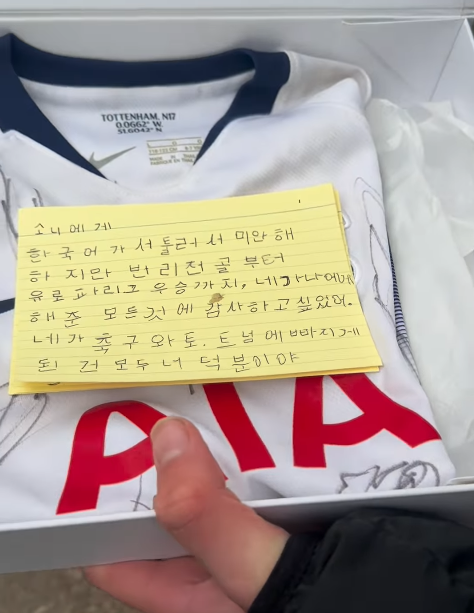 TOTTENHAM, N17
0.0662° W.
51.6043° N
소니에게
한국어가 서툴러서 미안해
하지만 번리전골부터
유로파리그 우승까지, 네가나에게
해준 모든것에 감사하고싶었어.
네가 축구와토.트넘에빠지게
된 건 모두 너 덕분이야
AIA